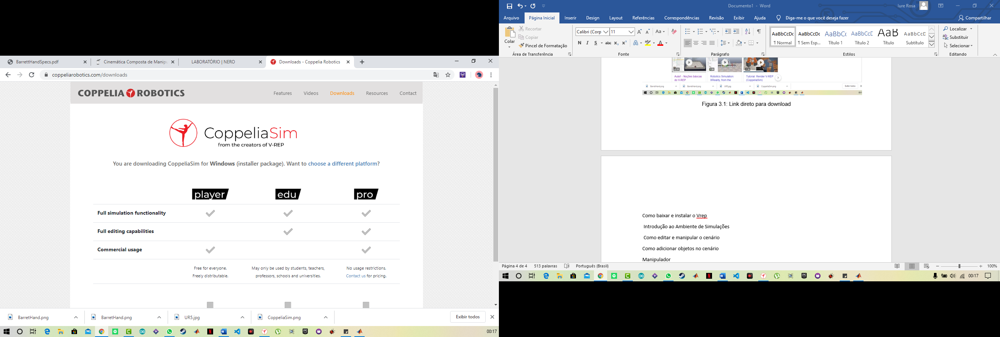 BarrettHandSpecs.pdf
Cinemática Composta de Manipu
LABORATÓRIO | NERO
Downloads - Coppelia Robotics
coppeliarobotics.com/downloads
COPPELIA ROBOTICS
Features
Videos
Downloads
Resources
Contact
CoppeliaSim
from the creators of V-REP
You are downloading CoppeliaSim for Windows (installer package). Want to choose a different platform?
player
edu
pro
Full simulation functionality
Full editing capabilities
Commercial usage
Free for everyone.
Freely distributable.
May only be used by students, teachers,
professors, schools and universities.
No usage restrictions.
Contact us for pricing.
BarretHand.png
BarretHand.png
UR5.jpg
CoppeliaSim.png
Exibir todos
00:17
Documento1 - Word
Iure Rosa
Arquivo
Página Inicial
Inserir
Design
Layout
Referências
Correspondências
Revisão
Exibir
Ajuda
Diga-me o que você deseja fazer
Compartilhar
Colar
Recortar
Copiar
Pincel de Formatação
Área de Transferência
Calibri (Corp
11
Aa
N I S abc x₂ x²
Fonte
Parágrafo
AaBbCcDc
¶ Normal
AaBbCcDc
¶ Sem Esp...
AaBbCc
Título 1
AaBbCcD
Título 2
AaB
Título
AaBbCcD
Subtítulo
Estilos
Localizar
Substituir
Selecionar
Editando
Aula1 - Noções básicas
do V-REP
Robotics Simulation.
XReality, from the
Tutorial: Render V-REP
(CoppeliaSim)
BarretHand.png
BarretHand.png
UR5.jpg
CoppeliaSim.png
Exibir todos
Figura 3.1: Link direto para download
Como baixar e instalar o Vrep
Introdução ao Ambiente de Simulações
Como editar e manipular o cenário
Como adicionar objetos no cenário
Manipulador
Página 4 de 4
513 palavras
Português (Brasil)
100%
00:17